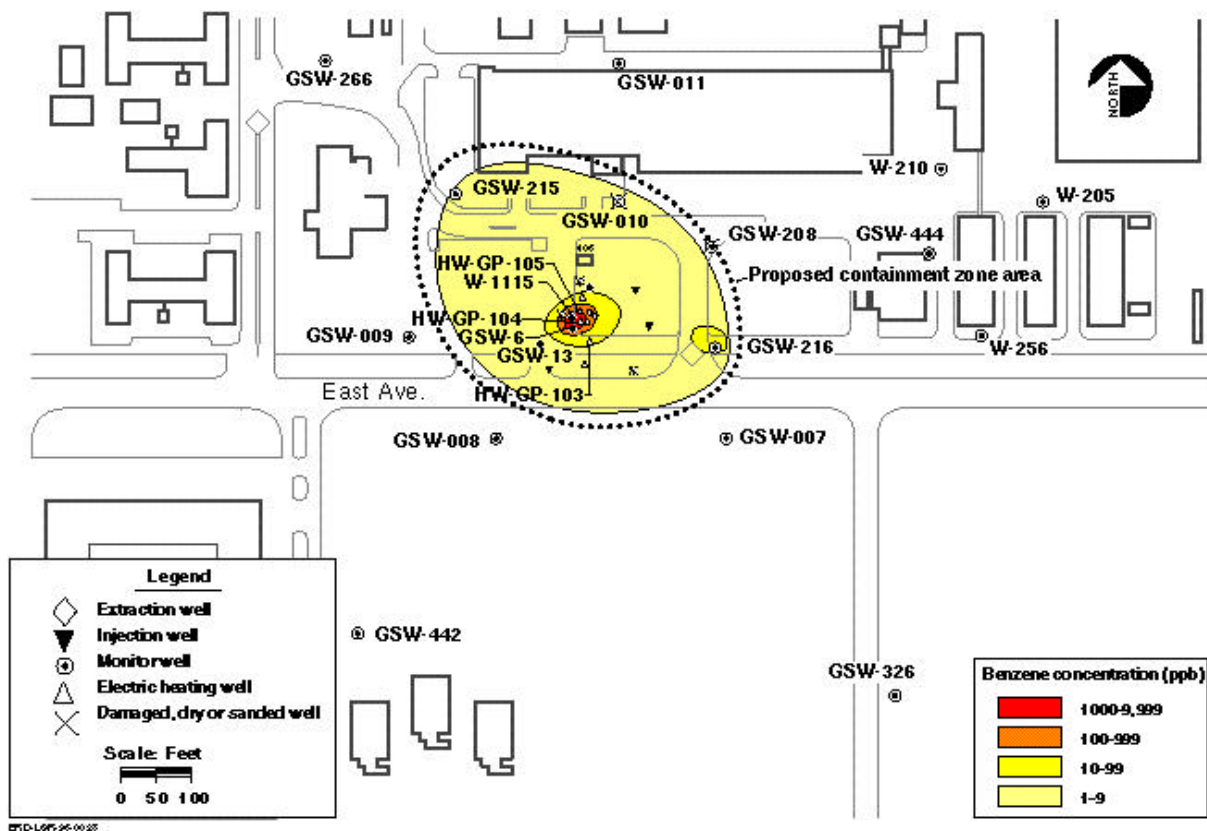 GSW-266
GSW-011
NORTH
W-210
GSW-215
W-205
GSW-010
GSW-208
GSW-444
HW-GP-105
Proposed containment zone area
W-1115
HW-GP-104
GSW-009
GSW-6
GSW-216
W-256
GSW-13
East Ave.
HW-GP-103
GSW-008
GSW-007
Legend
Extraction well
Injection well
Monitor well
Electric heating well
Damaged, dry or sanded well
Scale: Feet
0 50 100
GSW-442
GSW-326
Benzene concentration (ppb)
1000-9,999
100-999
10-99
1-9